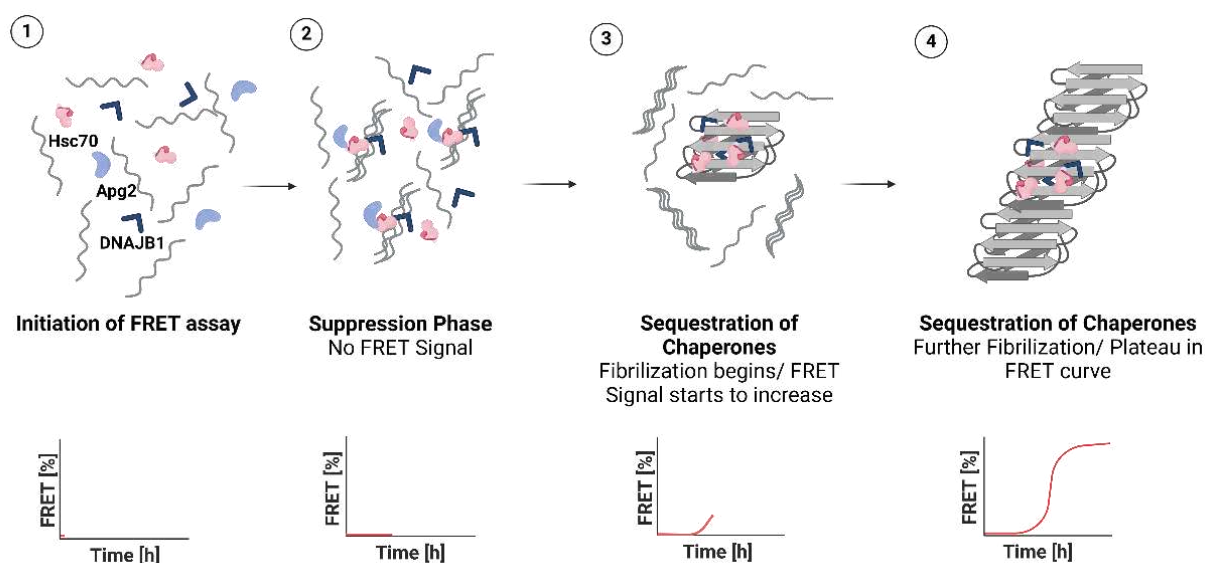 1
2
3
4
Hsc70
Apg2
DNAJB1
Initiation of FRET assay
Suppression Phase
No FRET Signal
Sequestration of
Chaperones
Fibrilization begins/ FRET
Signal starts to increase
Sequestration of Chaperones
Further Fibrilization/ Plateau in
FRET curve
FRET [%]
Time [h]
FRET [%]
Time [h]
FRET [%]
Time [h]
FRET [%]
Time [h]